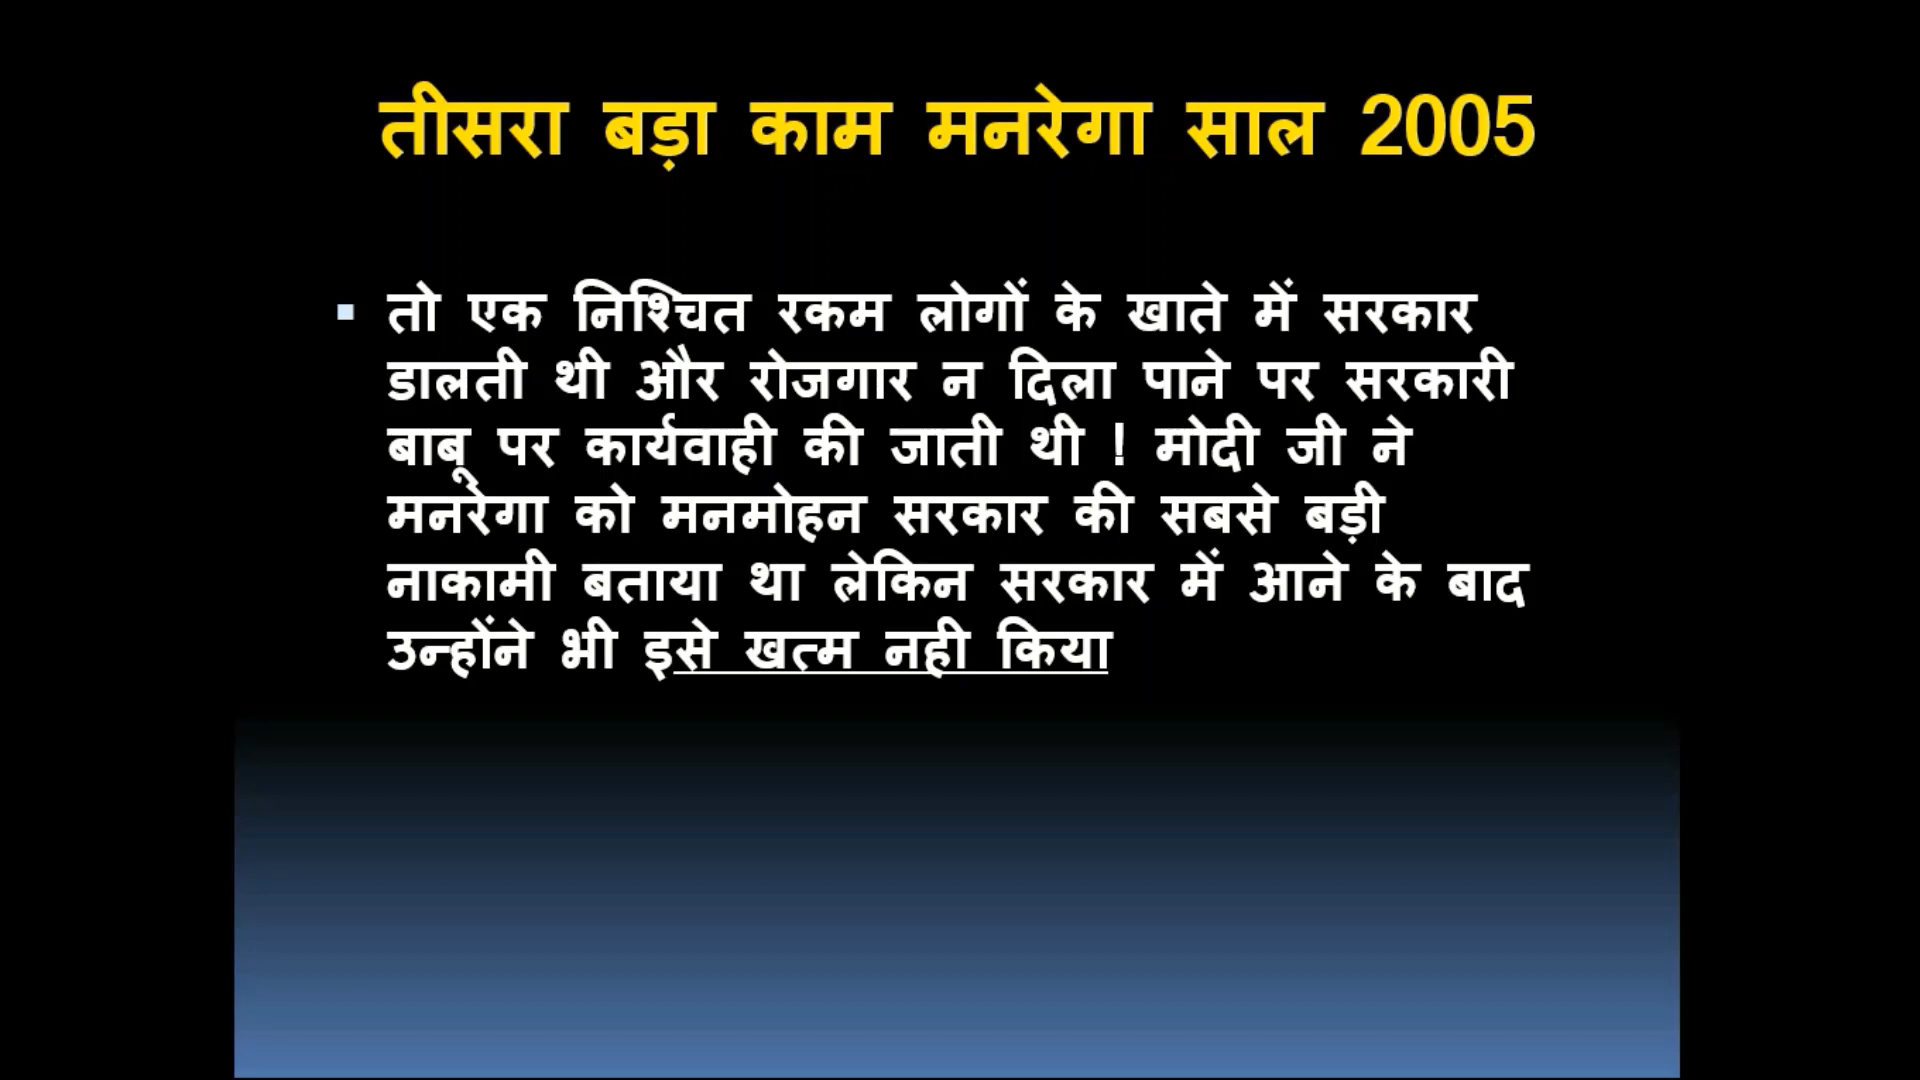 तीसरा बड़ा काम मनरेगा साल 2005
तो एक निश्चित रकम लोगों के खाते में सरकार
डालती थी और रोजगार न दिला पाने पर सरकारी
बाबू पर कार्यवाही की जाती थी ! मोदी जी ने
मनरेगा को मनमोहन सरकार की सबसे बड़ी
नाकामी बताया था लेकिन सरकार में आने के बाद
उन्होंने भी इसे खत्म नही किया